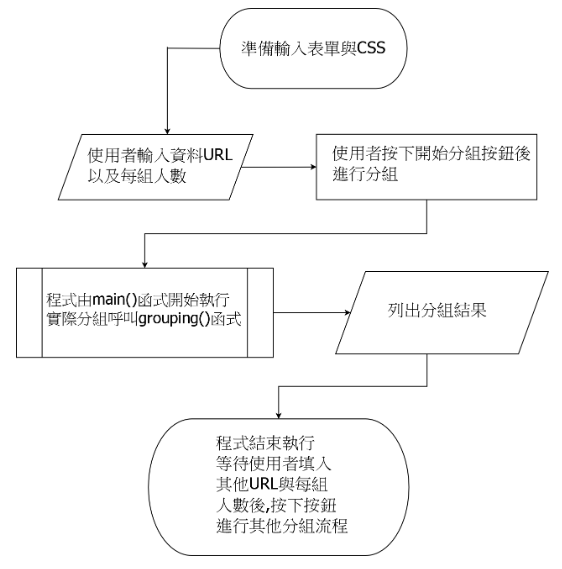 準備輸入表單與CSS
使用者輸入資料URL
以及每組人數
使用者按下開始分組按鈕後
進行分組
程式由main()函式開始執行
實際分組呼叫grouping()函式
列出分組結果
程式結束執行
等待使用者填入
其他URL與每組
人數後,按下按鈕
進行其他分組流程